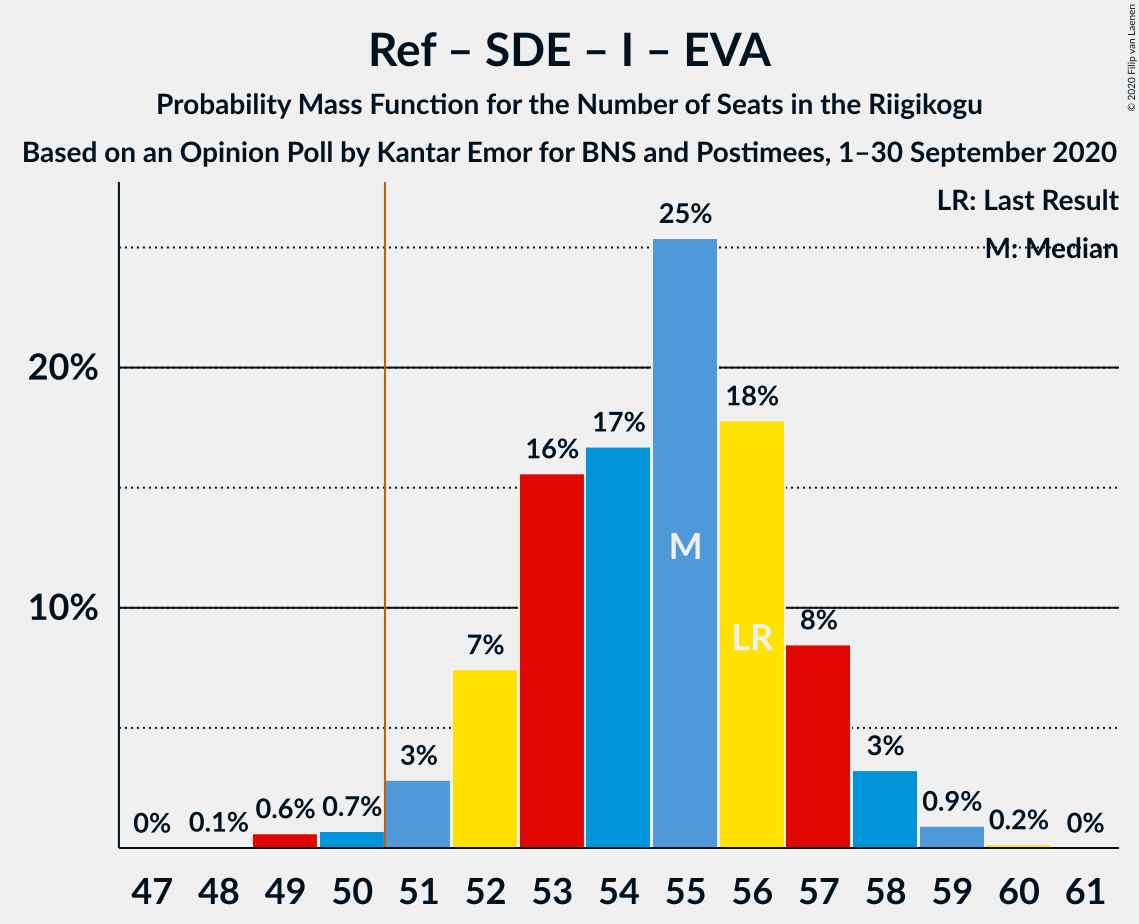 Ref – SDE – I – EVA
Probability Mass Function for the Number of Seats in the Riigikogu
Based on an Opinion Poll by Kantar Emor for BNS and Postimees, 1–30 September 2020
© 2020 Filip van Laenen
LR: Last Result
M: Median
20%
10%
0%
0.1%
0.6%
0.7%
3%
7%
16%
17%
25%
18%
8%
3%
0.9%
0.2%
0%
M
LR
47 48 49 50 51 52 53 54 55 56 57 58 59 60 61